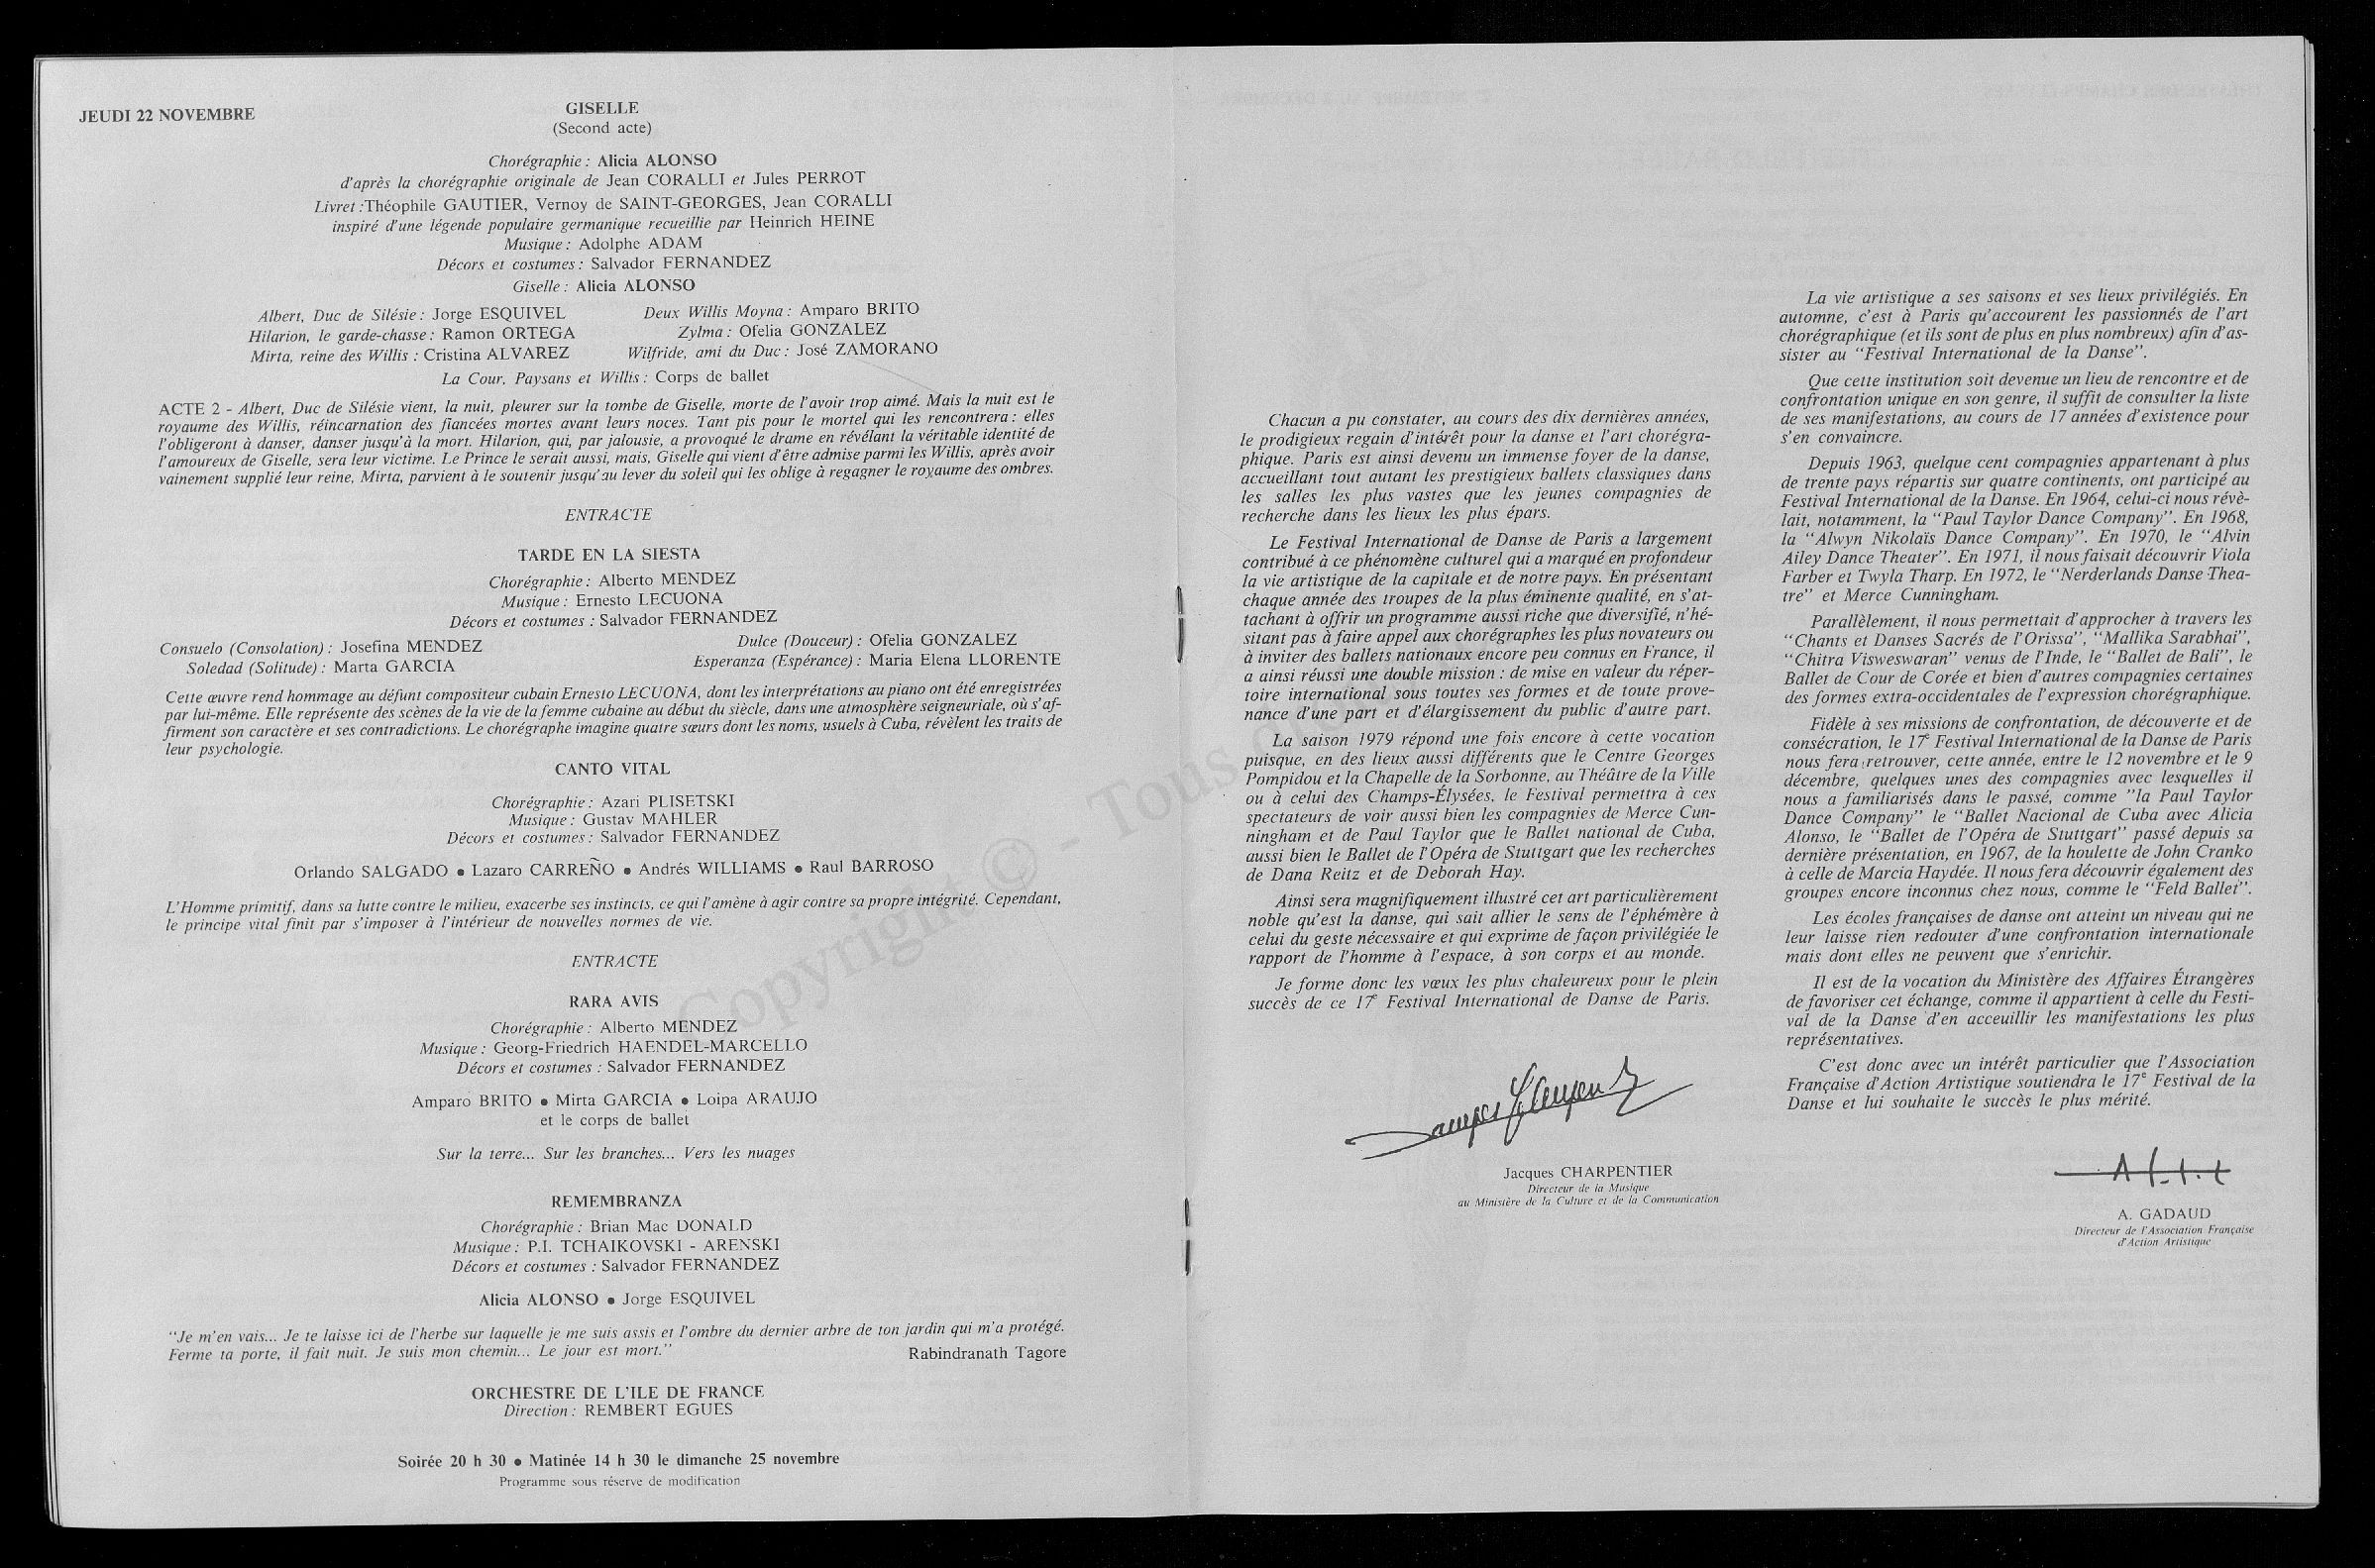 JEUDI 22 NOVEMBRE
GISELLE
(Second acte)
Chorégraphie : Alicia ALONSO
d'après la chorégraphie originale de Jean CORALLI et Jules PERROT
Livret :Théophile GAUTIER, Vernoy de SAINT-GEORGES, Jean CORALLI
inspiré d'une légende populaire germanique recueillie par Heinrich HEINE
Musique : Adolphe ADAM
Décors et costumes : Salvador FERNANDEZ
Giselle : Alicia ALONSO
Albert, Duc de Silésie : Jorge ESQUIVEL
Hilarion, le garde-chasse : Ramon ORTEGA
Mirta, reine des Willis : Cristina ALVAREZ
Deux Willis Moyna : Amparo BRITO
Zylma : Ofelia GONZALEZ
Wilfride, ami du Duc : José ZAMORANO
La Cour, Paysans et Willis : Corps de ballet
ACTE 2 - Albert, Duc de Silésie vient, la nuit, pleurer sur la tombe de Giselle, morte de l'avoir trop aimé. Mais la nuit est le
royaume des Willis, réincarnation des fiancées mortes avant leurs noces. Tant pis pour le mortel qui les rencontrera : elles
l'obligeront à danser, danser jusqu'à la mort. Hilarion, qui, par jalousie, a provoqué le drame en révélant la véritable identité de
l'amoureux de Giselle, sera leur victime. Le Prince le serait aussi, mais, Giselle qui vient d'être admise parmi les Willis, après avoir
vainement supplié leur reine, Mirta, parvient à le soutenir jusqu'au lever du soleil qui les oblige à regagner le royaume des ombres.
ENTRACTE
TARDE EN LA SIESTA
Chorégraphie : Alberto MENDEZ
Musique : Ernesto LECUONA
Décors et costumes : Salvador FERNANDEZ
Consuelo (Consolation) : Josefina MENDEZ
Soledad (Solitude) : Marta GARCIA
Dulce (Douceur) : Ofelia GONZALEZ
Esperanza (Espérance) : Maria Elena LLORENTE
Cette œuvre rend hommage au défunt compositeur cubain Ernesto LECUONA, dont les interprétations au piano ont été enregistrées
par lui-même. Elle représente des scènes de la vie de la femme cubaine au début du siècle, dans une atmosphère seigneuriale, où s'af-
firment son caractère et ses contradictions. Le chorégraphe imagine quatre sœurs dont les noms, usuels à Cuba, révèlent les traits de
leur psychologie.
CANTO VITAL
Chorégraphie : Azari PLISETSKI
Musique : Gustav MAHLER
Décors et costumes : Salvador FERNANDEZ
Orlando SALGADO • Lazaro CARREÑO • Andrés WILLIAMS • Raul BARROSO
L'Homme primitif, dans sa lutte contre le milieu, exacerbe ses instincts, ce qui l'amène à agir contre sa propre intégrité. Cependant,
le principe vital finit par s'imposer à l'intérieur de nouvelles normes de vie.
ENTRACTE
RARA AVIS
Chorégraphie : Alberto MENDEZ
Musique : Georg-Friedrich HAENDEL-MARCELLO
Décors et costumes : Salvador FERNANDEZ
Amparo BRITO • Mirta GARCIA • Loipa ARAUJO
et le corps de ballet
Sur la terre... Sur les branches... Vers les nuages
REMEMBRANZA
Chorégraphie : Brian Mac DONALD
Musique : P.I. TCHAIKOVSKI - ARENSKI
Décors et costumes : Salvador FERNANDEZ
Alicia ALONSO • Jorge ESQUIVEL
"Je m'en vais... Je te laisse ici de l'herbe sur laquelle je me suis assis et l'ombre du dernier arbre de ton jardin qui m'a protégé.
Ferme ta porte, il fait nuit. Je suis mon chemin... Le jour est mort."
Rabindranath Tagore
ORCHESTRE DE L'ILE DE FRANCE
Direction : REMBERT EGUES
Soirée 20 h 30 • Matinée 14 h 30 le dimanche 25 novembre
Programme sous réserve de modification
Chacun a pu constater, au cours des dix dernières années,
le prodigieux regain d'intérêt pour la danse et l'art chorégra-
phique. Paris est ainsi devenu un immense foyer de la danse,
accueillant tout autant les prestigieux ballets classiques dans
les salles les plus vastes que les jeunes compagnies de
recherche dans les lieux les plus épars.
Le Festival International de Danse de Paris a largement
contribué à ce phénomène culturel qui a marqué en profondeur
la vie artistique de la capitale et de notre pays. En présentant
chaque année des troupes de la plus éminente qualité, en s'at-
tachant à offrir un programme aussi riche que diversifié, n'hé-
sitant pas à faire appel aux chorégraphes les plus novateurs ou
à inviter des ballets nationaux encore peu connus en France, il
a ainsi réussi une double mission : de mise en valeur du réper-
toire international sous toutes ses formes et de toute prove-
nance d'une part et d'élargissement du public d'autre part.
La saison 1979 répond une fois encore à cette vocation
puisque, en des lieux aussi différents que le Centre Georges
Pompidou et la Chapelle de la Sorbonne, au Théâtre de la Ville
ou à celui des Champs-Élysées, le Festival permettra à ces
spectateurs de voir aussi bien les compagnies de Merce Cun-
ningham et de Paul Taylor que le Ballet national de Cuba,
aussi bien le Ballet de l'Opéra de Stuttgart que les recherches
de Dana Reitz et de Deborah Hay.
Ainsi sera magnifiquement illustré cet art particulièrement
noble qu'est la danse, qui sait allier le sens de l'éphémère à
celui du geste nécessaire et qui exprime de façon privilégiée le
rapport de l'homme à l'espace, à son corps et au monde.
Je forme donc les vœux les plus chaleureux pour le plein
succès de ce 17e Festival International de Danse de Paris.
Jacques CHARPENTIER
Directeur de la Musique
au Ministère de la Culture et de la Communication
La vie artistique a ses saisons et ses lieux privilégiés. En
automne, c'est à Paris qu'accourent les passionnés de l'art
chorégraphique (et ils sont de plus en plus nombreux) afin d'as-
sister au "Festival International de la Danse".
Que cette institution soit devenue un lieu de rencontre et de
confrontation unique en son genre, il suffit de consulter la liste
de ses manifestations, au cours de 17 années d'existence pour
s'en convaincre.
Depuis 1963, quelque cent compagnies appartenant à plus
de trente pays répartis sur quatre continents, ont participé au
Festival International de la Danse. En 1964, celui-ci nous révè-
lait, notamment, la "Paul Taylor Dance Company". En 1968,
la "Alwyn Nikolaïs Dance Company". En 1970, le "Alvin
Ailey Dance Theater". En 1971, il nous faisait découvrir Viola
Farber et Twyla Tharp. En 1972, le "Nerderlands Danse Thea-
tre" et Merce Cunningham.
Parallèlement, il nous permettait d'approcher à travers les
"Chants et Danses Sacrés de l'Orissa", "Mallika Sarabhai",
"Chitra Visweswaran" venus de l'Inde, le "Ballet de Bali", le
Ballet de Cour de Corée et bien d'autres compagnies certaines
des formes extra-occidentales de l'expression chorégraphique.
Fidèle à ses missions de confrontation, de découverte et de
consécration, le 17e Festival International de la Danse de Paris
nous fera retrouver, cette année, entre le 12 novembre et le 9
décembre, quelques unes des compagnies avec lesquelles il
nous a familiarisés dans le passé, comme "la Paul Taylor
Dance Company" le "Ballet Nacional de Cuba avec Alicia
Alonso, le "Ballet de l'Opéra de Stuttgart" passé depuis sa
dernière présentation, en 1967, de la houlette de John Cranko
à celle de Marcia Haydée. Il nous fera découvrir également des
groupes encore inconnus chez nous, comme le "Feld Ballet".
Les écoles françaises de danse ont atteint un niveau qui ne
leur laisse rien redouter d'une confrontation internationale
mais dont elles ne peuvent que s'enrichir.
Il est de la vocation du Ministère des Affaires Étrangères
de favoriser cet échange, comme il appartient à celle du Festi-
val de la Danse d'en acceuillir les manifestations les plus
représentatives.
C'est donc avec un intérêt particulier que l'Association
Française d'Action Artistique soutiendra le 17e Festival de la
Danse et lui souhaite le succès le plus mérité.
A. GADAUD
Directeur de l'Association Française
d'Action Artistique
Copyright © - Tous